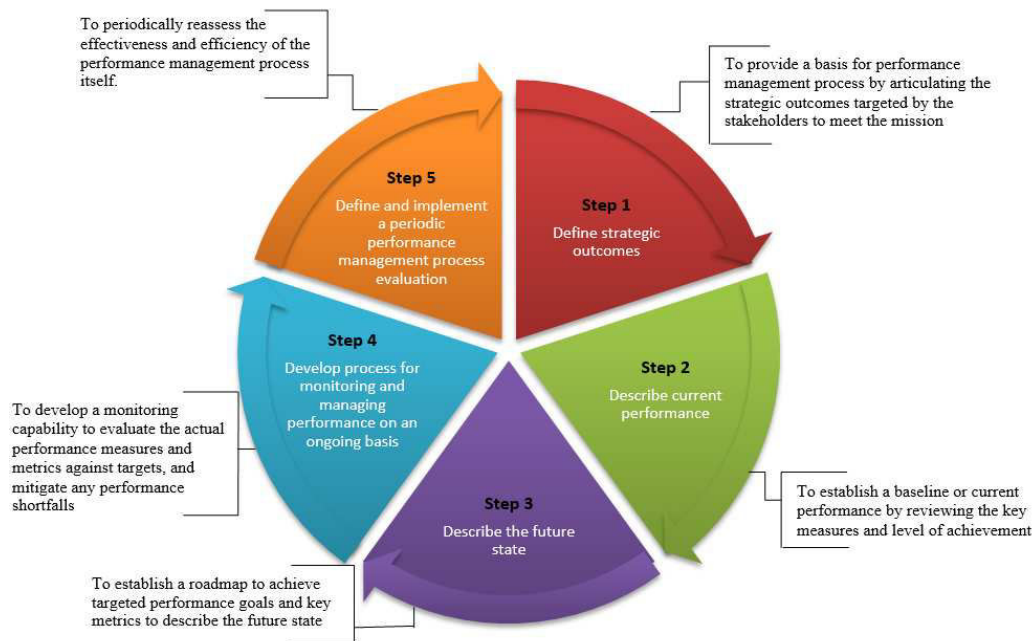 To periodically reassess the
effectiveness and efficiency of the
performance management process
itself.
To provide a basis for performance
management process by articulating the
strategic outcomes targeted by the
stakeholders to meet the mission
Step 5
Define and implement
a periodic
performance
management process
evaluation
Step 1
Define strategic
outcomes
Step 4
Develop process for
monitoring and
managing
performance on an
ongoing basis
Step 2
Describe current
performance
To develop a monitoring
capability to evaluate the actual
performance measures and
metrics against targets, and
mitigate any performance
shortfalls
Step 3
Describe the future
state
To establish a baseline or current
performance by reviewing the key
measures and level of achievement
To establish a roadmap to achieve
targeted performance goals and key
metrics to describe the future state